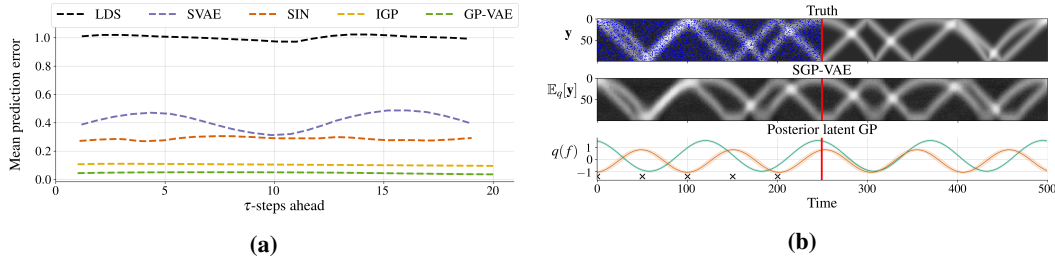 LDS SVAE SIN IGP GP-VAE
Mean prediction error
1.0
0.8
0.6
0.4
0.2
0.0
0 5 10 15 20
τ-steps ahead
(a)
Truth
y
0
50
SGP-VAE
𝔼q[y]
0
50
Posterior latent GP
q(f)
1
0
−1
0 100 200 300 400 500
Time
(b)